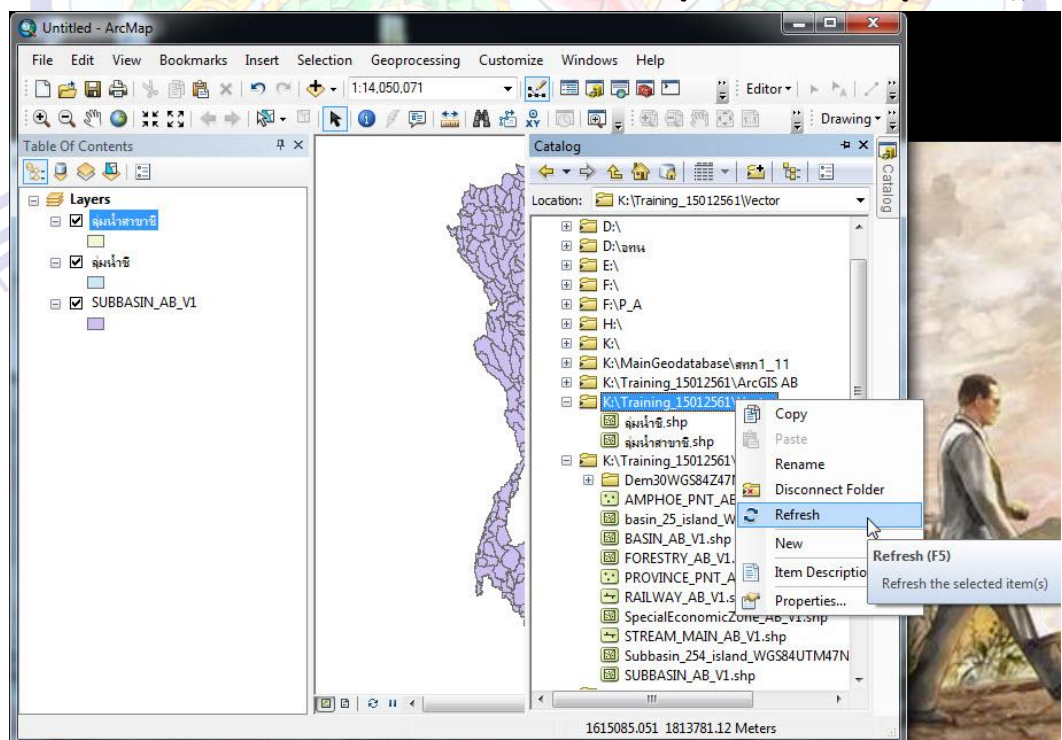 Untitled - ArcMap
File Edit View Bookmarks Insert Selection Geoprocessing Customize Windows Help
1:14,050,071
Editor
Drawing
Table Of Contents
Layers
ลุ่มน้ำสาขาชี
ลุ่มน้ำชี
SUBBASIN_AB_V1
Catalog
Catalog
Location: K:\Training_15012561\Vector
D:\
D:\อทน
E:\
F:\
F:\P_A
H:\
K:\
K:\MainGeodatabase\สทภ1_11
K:\Training_15012561\ArcGIS AB
K:\Training_15012561\
ลุ่มน้ำชี.shp
ลุ่มน้ำสาขาชี.shp
K:\Training_15012561\
Dem30WGS84Z47
AMPHOE_PNT_AB
basin_25_island_W
BASIN_AB_V1.shp
FORESTRY_AB_V1.
PROVINCE_PNT_A
RAILWAY_AB_V1.s
SpecialEconomicZone_AB_V1.shp
STREAM_MAIN_AB_V1.shp
Subbasin_254_island_WGS84UTM47N
SUBBASIN_AB_V1.shp
Copy
Paste
Rename
Disconnect Folder
Refresh
New
Item Descriptio
Properties...
Refresh (F5)
Refresh the selected item(s)
1615085.051 1813781.12 Meters